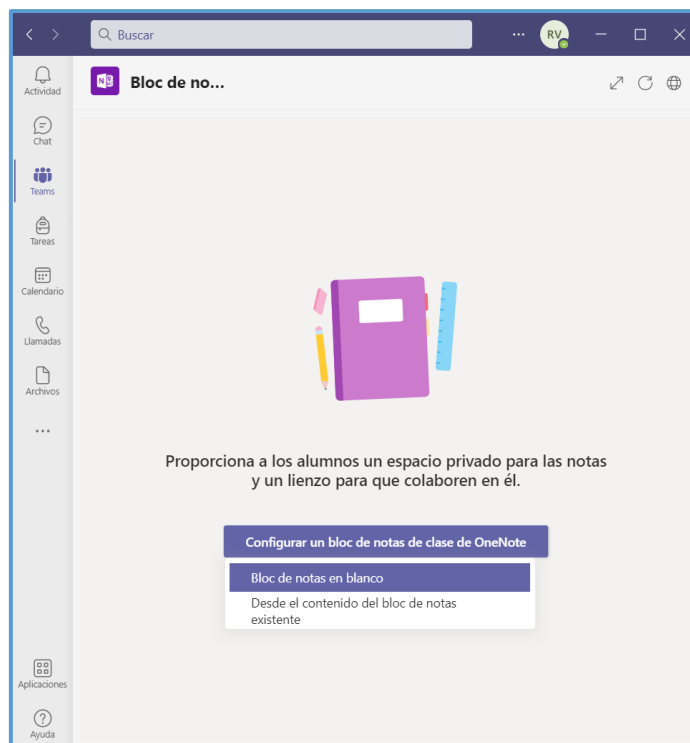 Buscar
RV
Bloc de no...
Actividad
Chat
Teams
Tareas
Calendario
Llamadas
Archivos
Proporciona a los alumnos un espacio privado para las notas
y un lienzo para que colaboren en él.
Configurar un bloc de notas de clase de OneNote
Bloc de notas en blanco
Desde el contenido del bloc de notas
existente
Aplicaciones
Ayuda